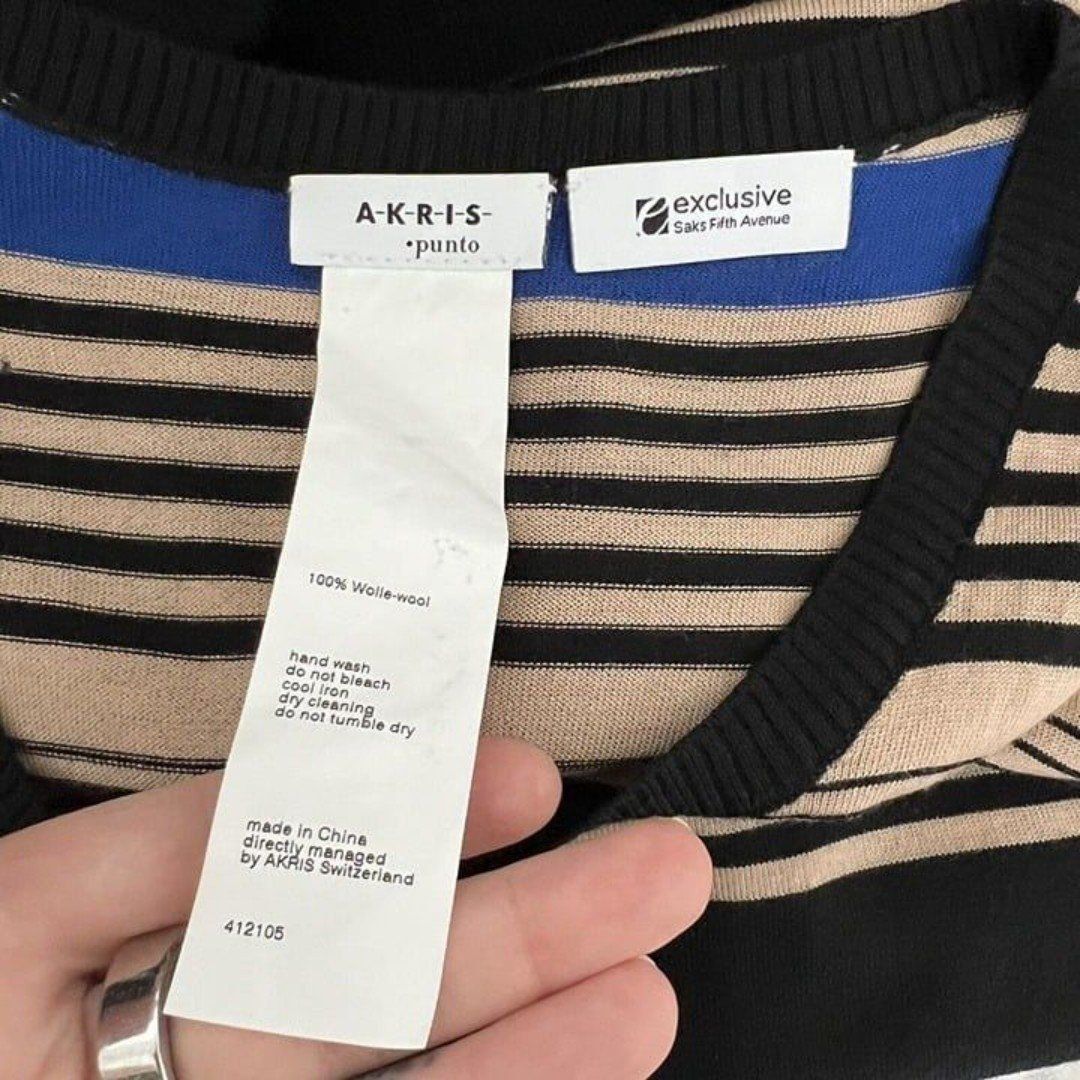 A-K-R-I-S-
•punto
e exclusive
Saks Fifth Avenue
100% Wolle-wool
hand wash
do not bleach
cool iron
dry cleaning
do not tumble dry
made in China
directly managed
by AKRIS Switzerland
412105